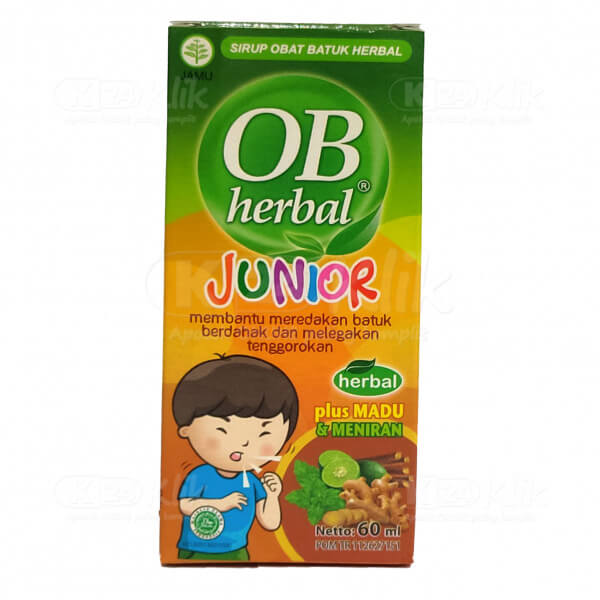 SIRUP OBAT BATUK HERBAL
JAMU
OB
herbal®
JUNIOR
membantu meredakan batuk
berdahak dan melegakan
tenggorokan
herbal
plus MADU
& MENIRAN
Netto: 60 ml
POM TR 112627151
K24Klik